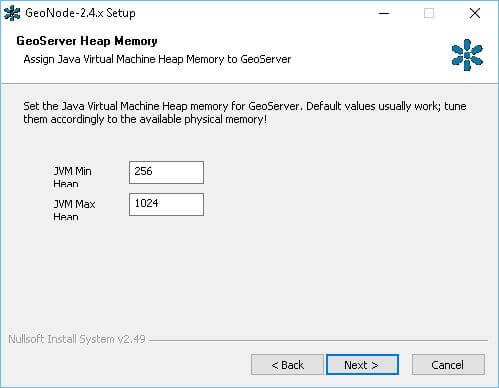 GeoNode-2.4.x Setup
GeoServer Heap Memory
Assign Java Virtual Machine Heap Memory to GeoServer
Set the Java Virtual Machine Heap memory for GeoServer. Default values usually work; tune
them accordingly to the available physical memory!
JVM Min
Heap
256
JVM Max
Heap
1024
Nullsoft Install System v2.49
< Back
Next >
Cancel